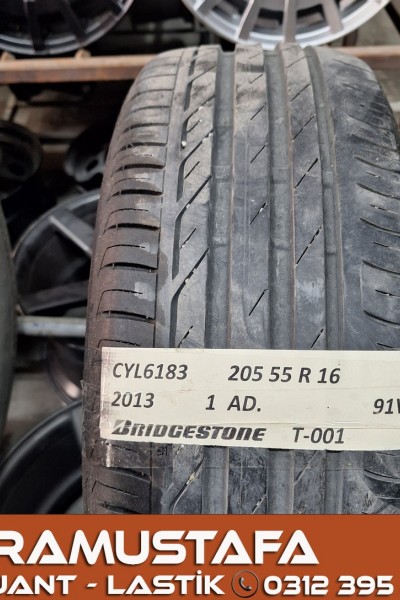 CYL6183 205 55 R 16
2013 1 AD. 91V
BRIDGESTONE T-001
RAMUSTAFA
JANT - LASTİK 0312 395